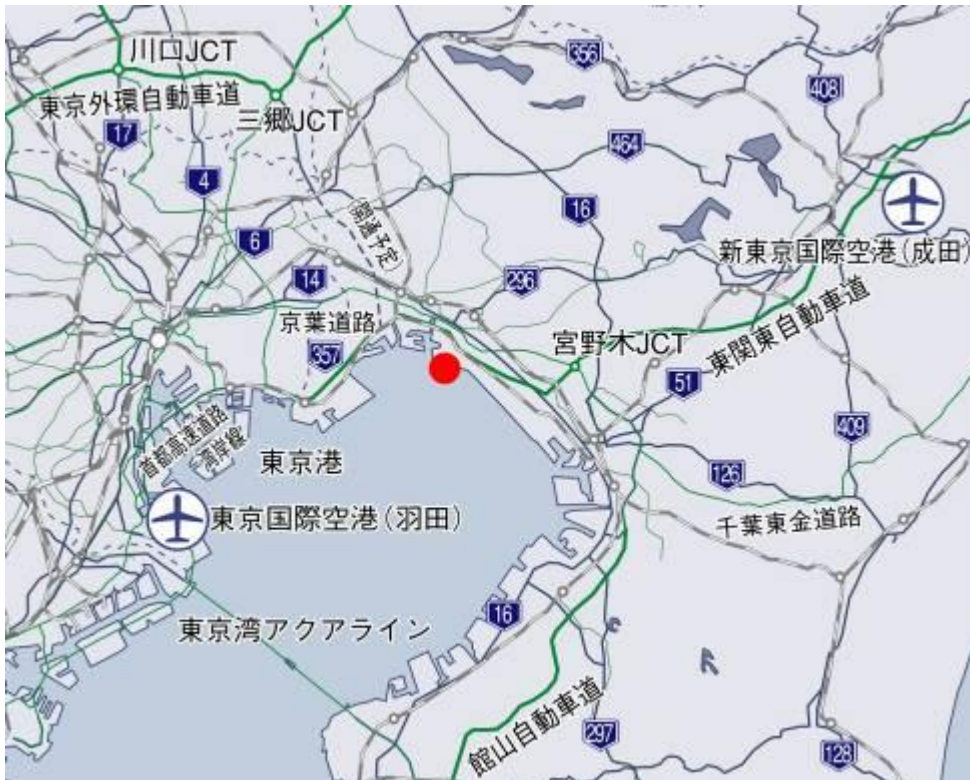 川口JCT
356
408
東京外環自動車道
三郷JCT
17
464
4
16
(開通予定)
6
新東京国際空港(成田)
14
296
京葉道路
東関東自動車道
宮野木JCT
357
51
首都高速道路
湾岸線
409
東京港
126
東京国際空港(羽田)
千葉東金道路
16
東京湾アクアライン
館山自動車道
297
128